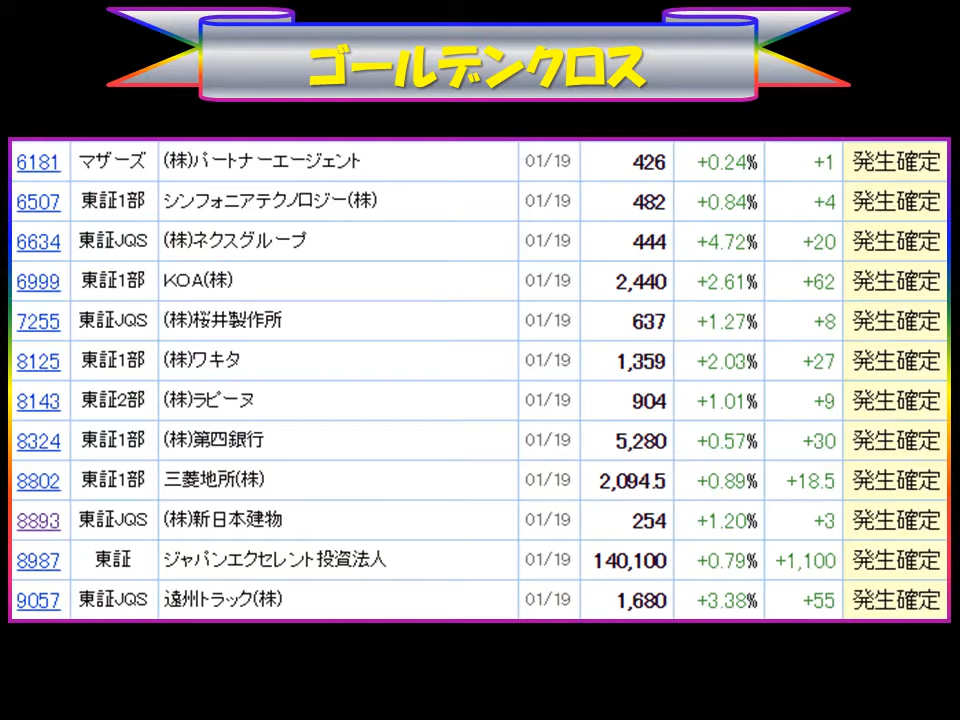 ゴールデンクロス
6181 マザーズ (株)パートナーエージェント 01/19 426 +0.24% +1 発生確定
6507 東証1部 シンフォニアテクノロジー(株) 01/19 482 +0.84% +4 発生確定
6634 東証JQS (株)ネクスグループ 01/19 444 +4.72% +20 発生確定
6999 東証1部 KOA(株) 01/19 2,440 +2.61% +62 発生確定
7255 東証JQS (株)桜井製作所 01/19 637 +1.27% +8 発生確定
8125 東証1部 (株)ワキタ 01/19 1,359 +2.03% +27 発生確定
8143 東証2部 (株)ラピーヌ 01/19 904 +1.01% +9 発生確定
8324 東証1部 (株)第四銀行 01/19 5,280 +0.57% +30 発生確定
8802 東証1部 三菱地所(株) 01/19 2,094.5 +0.89% +18.5 発生確定
8893 東証JQS (株)新日本建物 01/19 254 +1.20% +3 発生確定
8987 東証 ジャパンエクセレント投資法人 01/19 140,100 +0.79% +1,100 発生確定
9057 東証JQS 遠州トラック(株) 01/19 1,680 +3.38% +55 発生確定